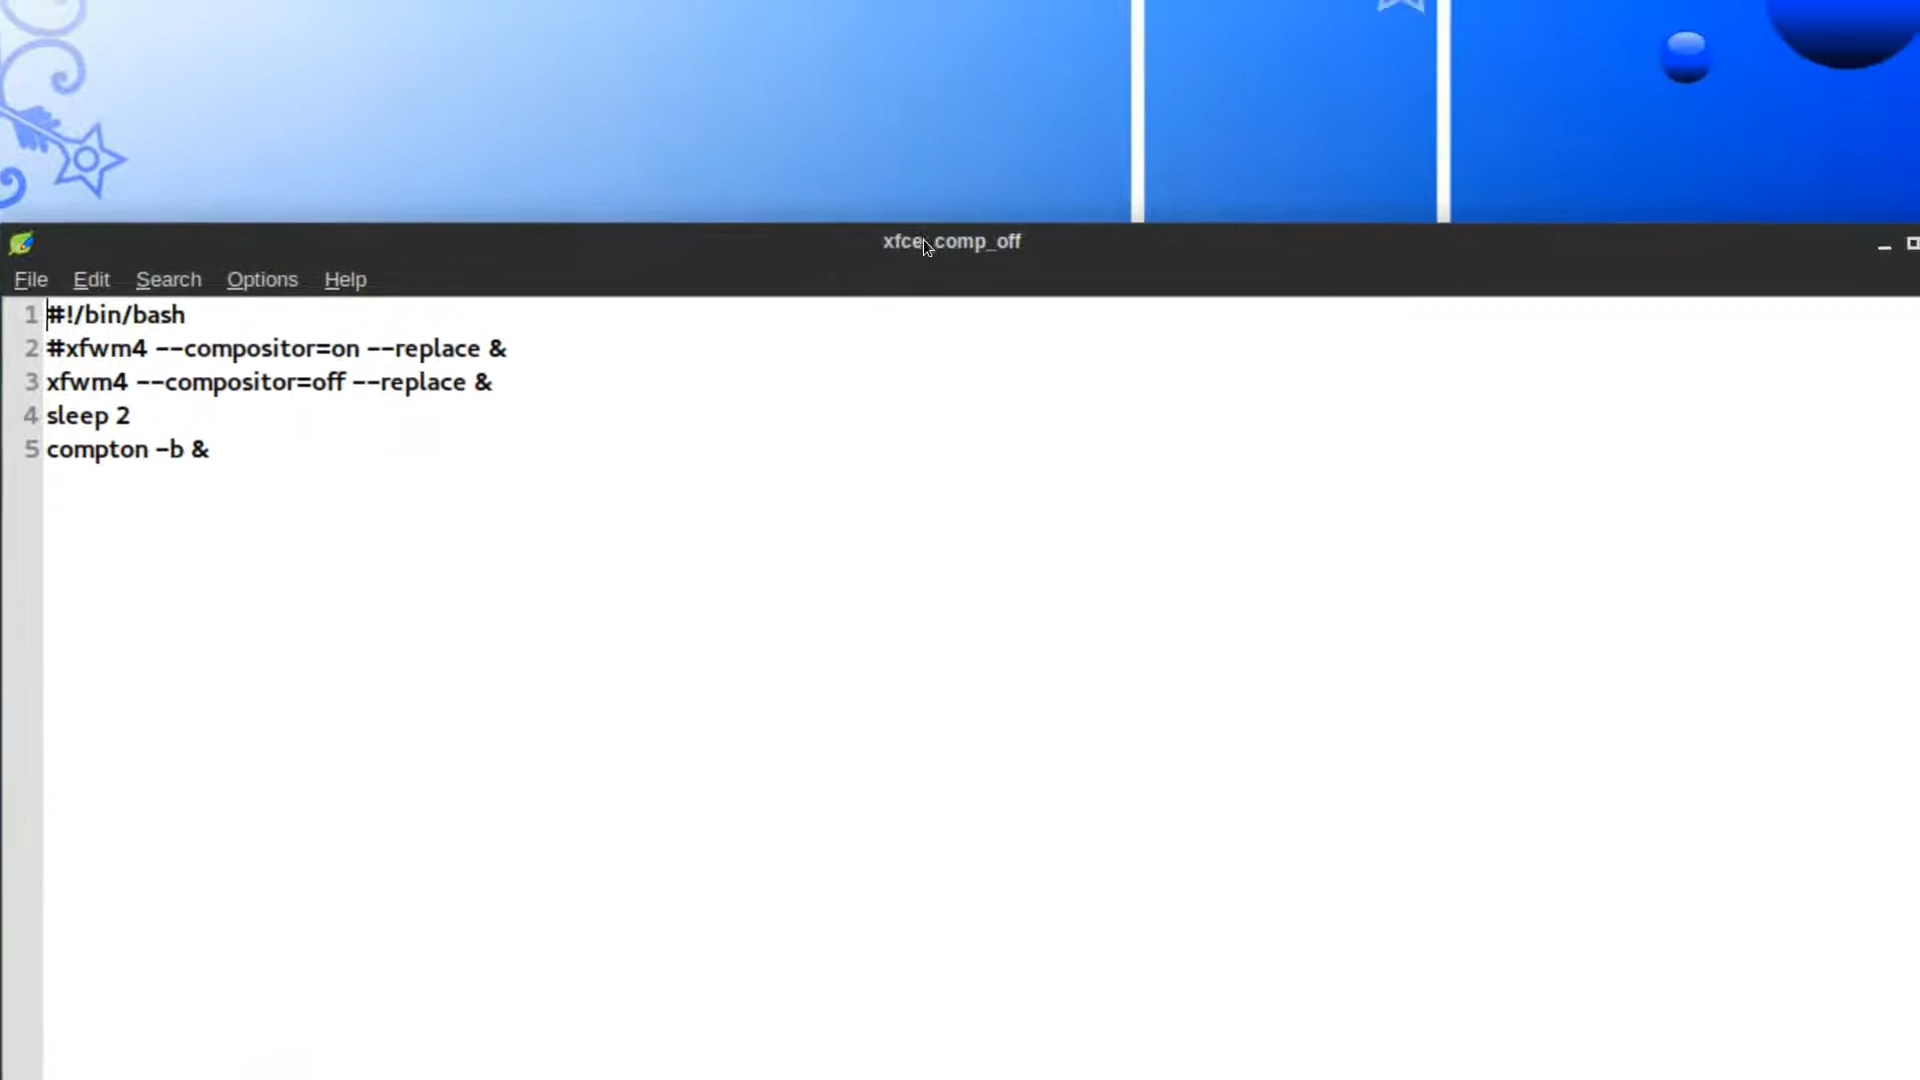 xfce_comp_off
File Edit Search Options Help
1 #!/bin/bash
2 #xfwm4 --compositor=on --replace &
3 xfwm4 --compositor=off --replace &
4 sleep 2
5 compton -b &